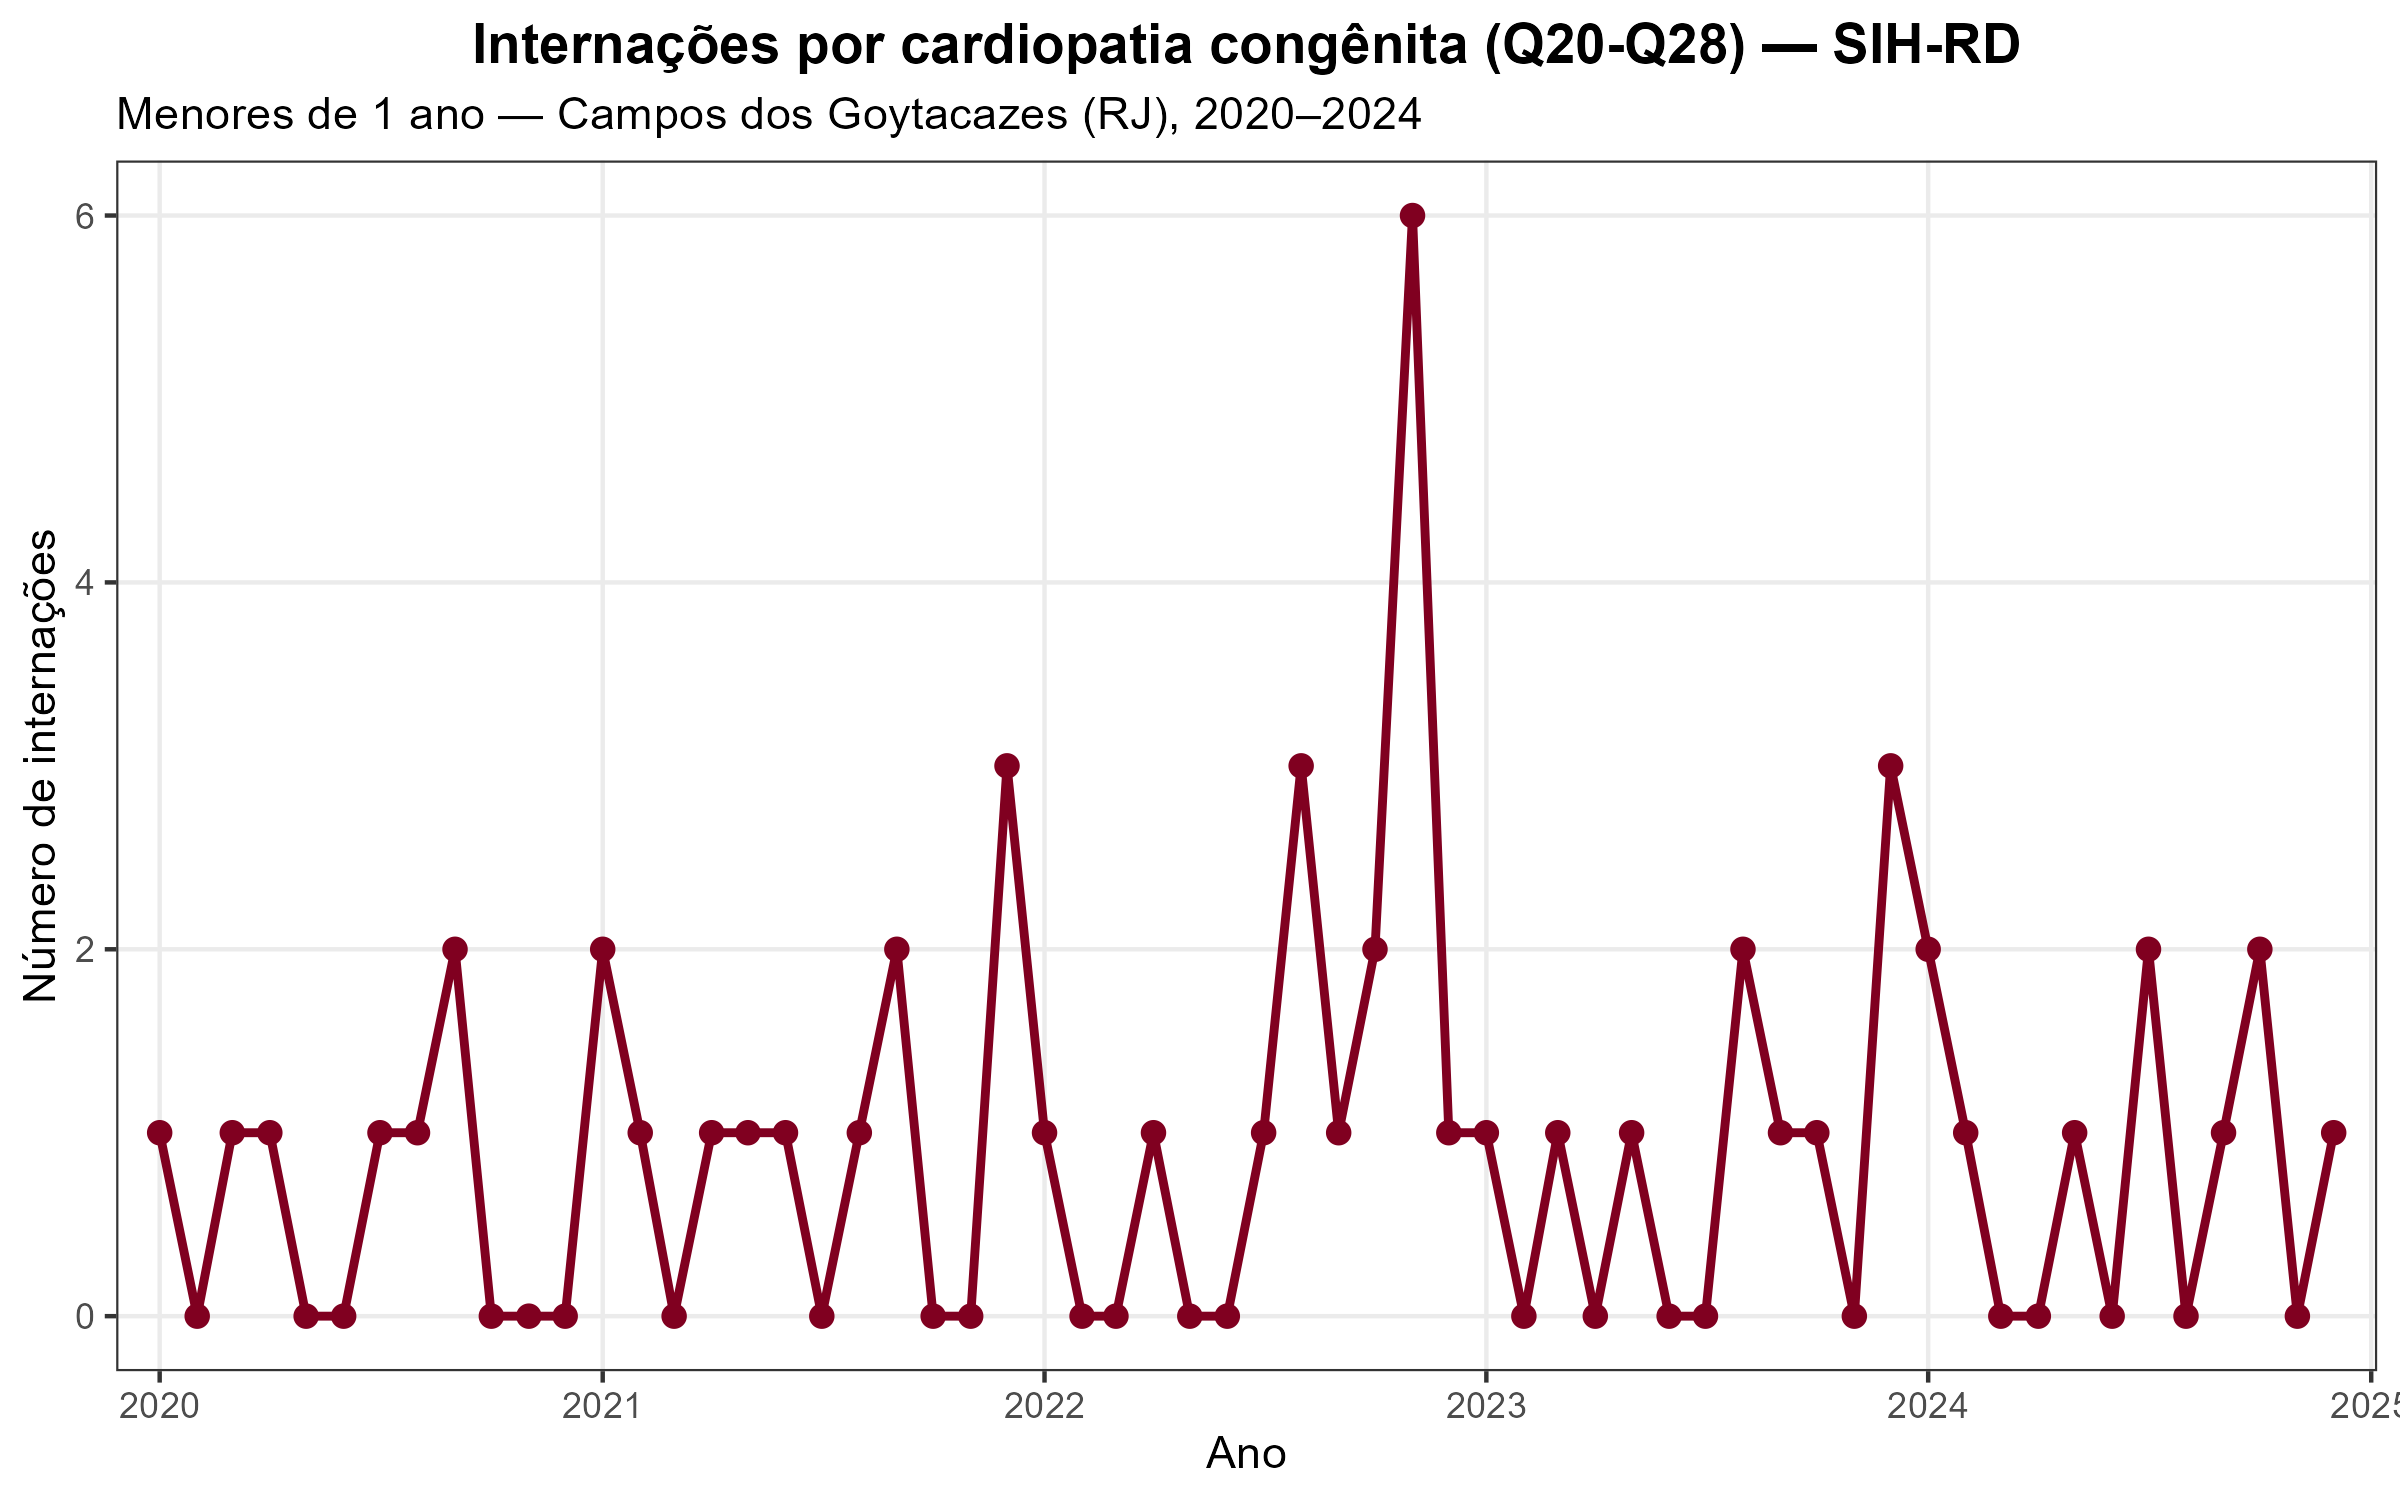 Internações por cardiopatia congênita (Q20-Q28) — SIH-RD
Menores de 1 ano — Campos dos Goytacazes (RJ), 2020–2024
Número de internações
6
4
2
0
2020 2021 2022 2023 2024 2025
Ano